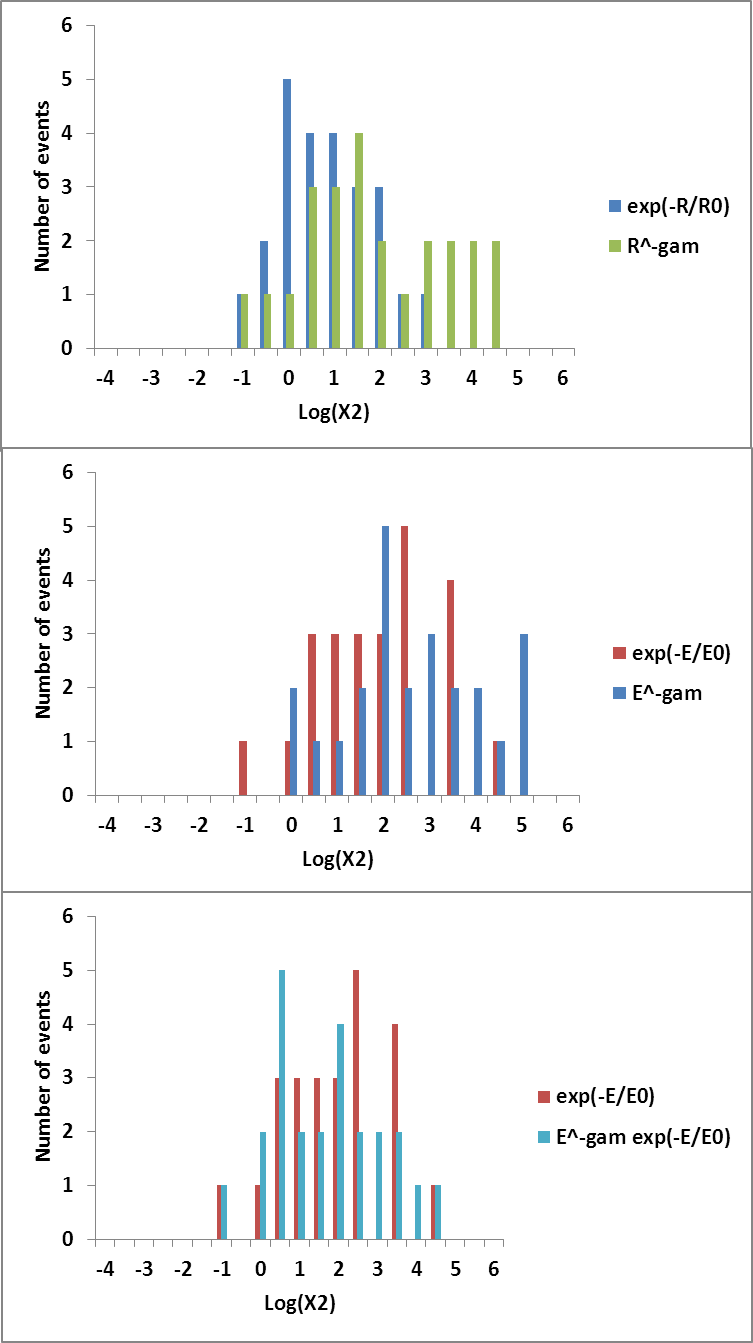 6
5
4
3
2
1
0
Number of events
-4 -3 -2 -1 0 1 2 3 4 5 6
Log(X2)
exp(-R/R0)
R^-gam
6
5
4
3
2
1
0
Number of events
-4 -3 -2 -1 0 1 2 3 4 5 6
Log(X2)
exp(-E/E0)
E^-gam
6
5
4
3
2
1
0
Number of events
-4 -3 -2 -1 0 1 2 3 4 5 6
Log(X2)
exp(-E/E0)
E^-gam exp(-E/E0)